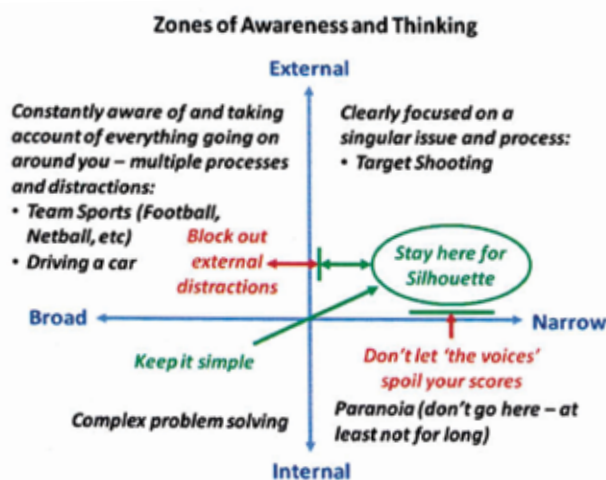 Zones of Awareness and Thinking
External
Constantly aware of and taking
account of everything going on
around you – multiple processes
and distractions:
• Team Sports (Football,
Netball, etc)
• Driving a car
Clearly focused on a
singular issue and process:
• Target Shooting
Block out
external
distractions
Stay here for
Silhouette
Broad
Narrow
Keep it simple
Don't let 'the voices'
spoil your scores
Complex problem solving
Paranoia (don't go here – at
least not for long)
Internal